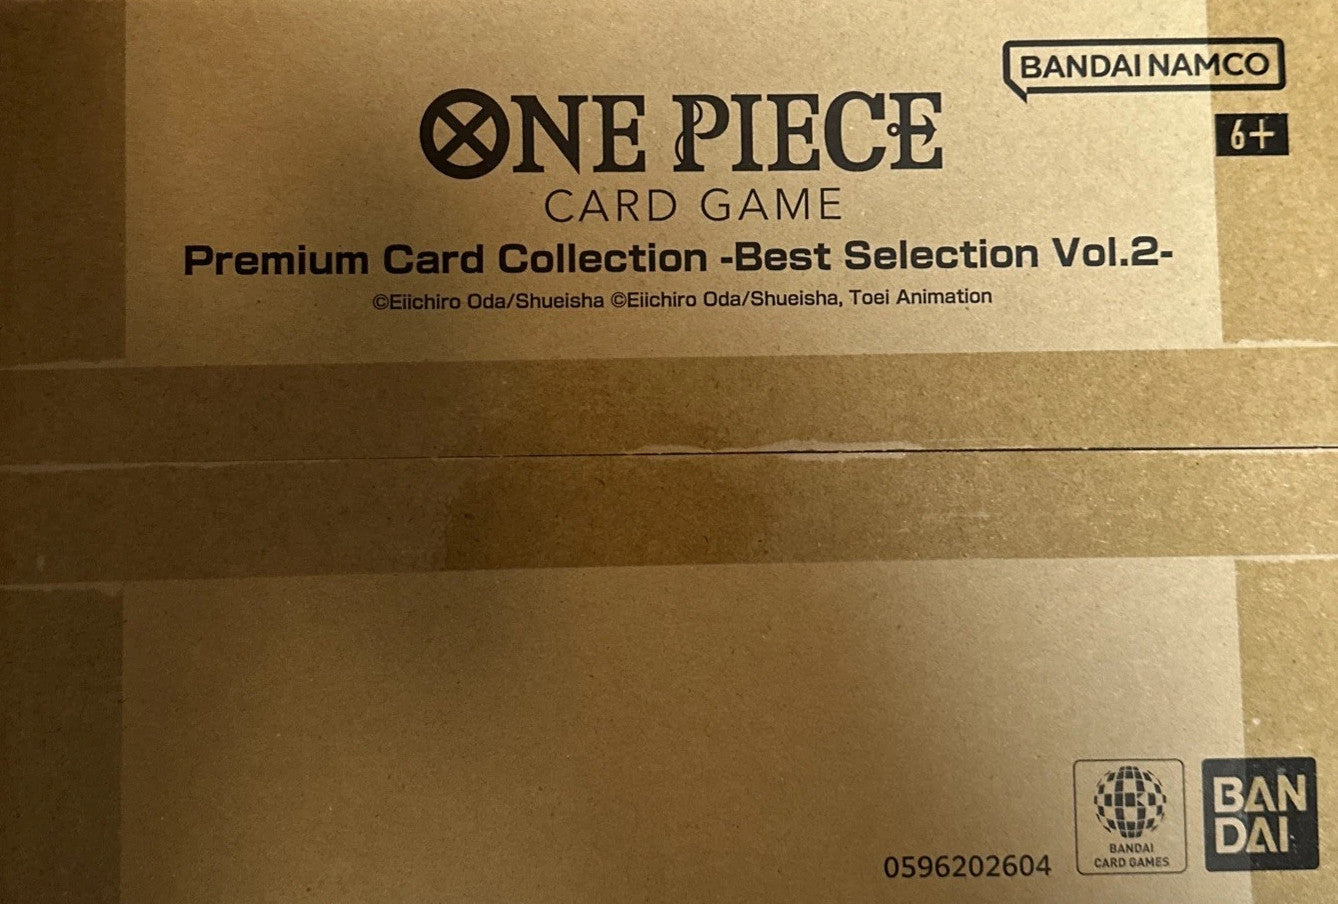 BANDAI NAMCO
ONE PIECE
6+
CARD GAME
Premium Card Collection -Best Selection Vol.2-
©Eiichiro Oda/Shueisha ©Eiichiro Oda/Shueisha, Toei Animation
BANDAI
CARD GAMES
BAN
DAI
0596202604